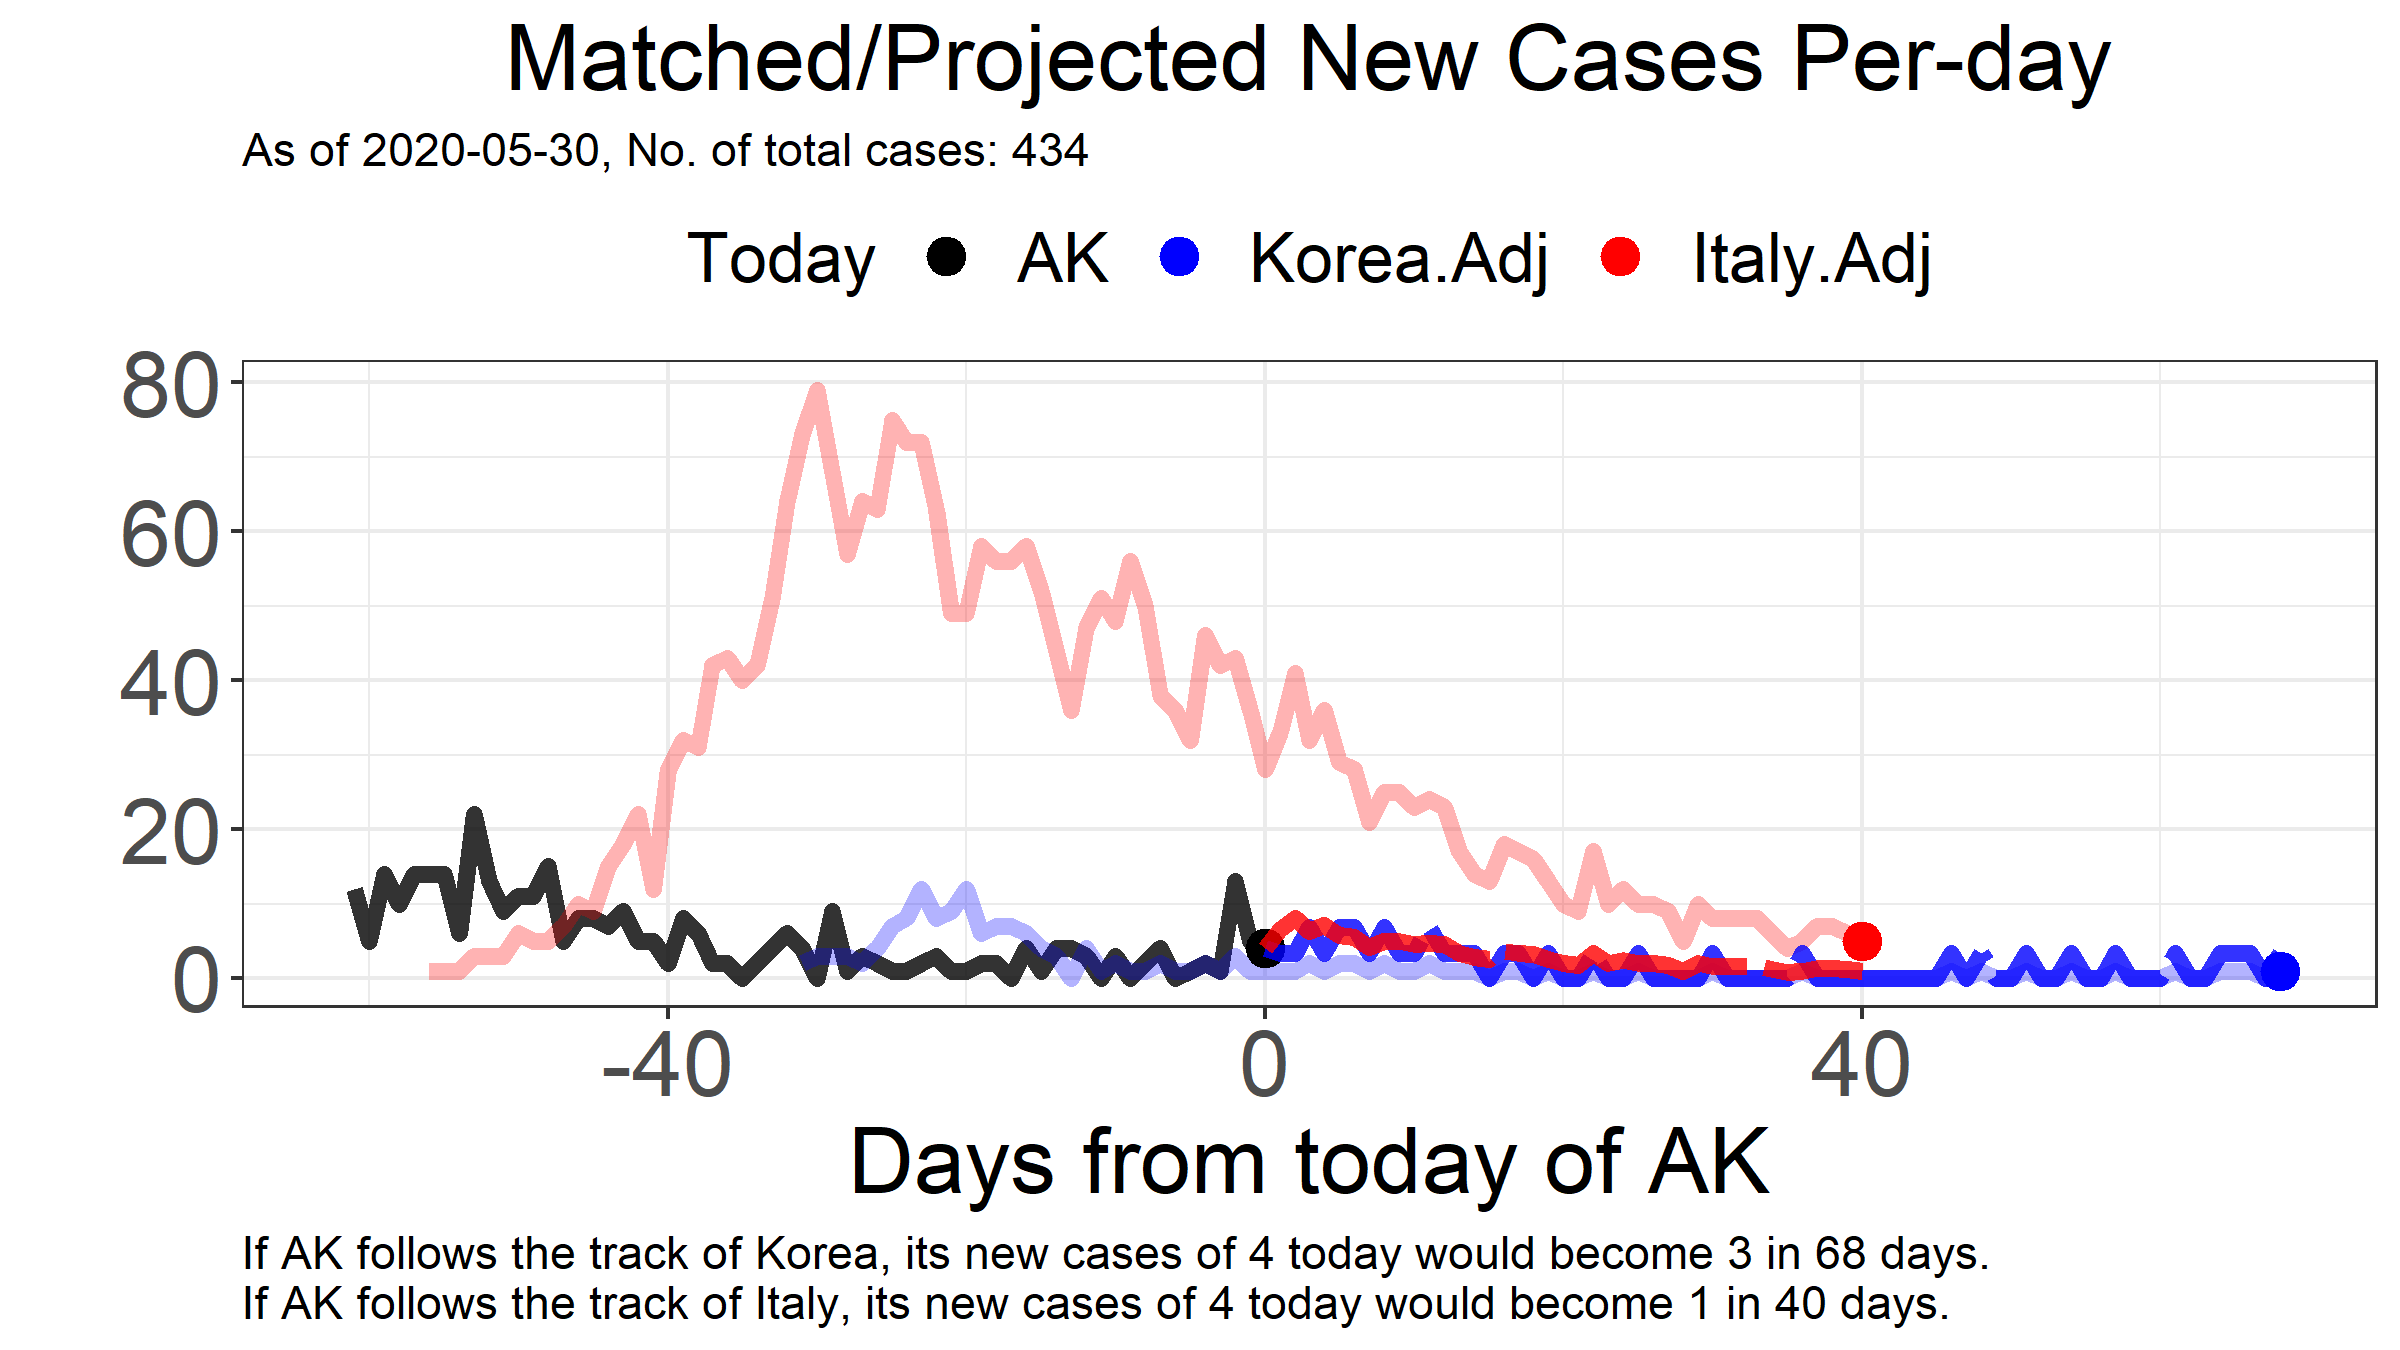 Matched/Projected New Cases Per-day
As of 2020-05-30, No. of total cases: 434
Today AK Korea.Adj Italy.Adj
80
60
40
20
0
-40 0 40
Days from today of AK
If AK follows the track of Korea, its new cases of 4 today would become 3 in 68 days.
If AK follows the track of Italy, its new cases of 4 today would become 1 in 40 days.